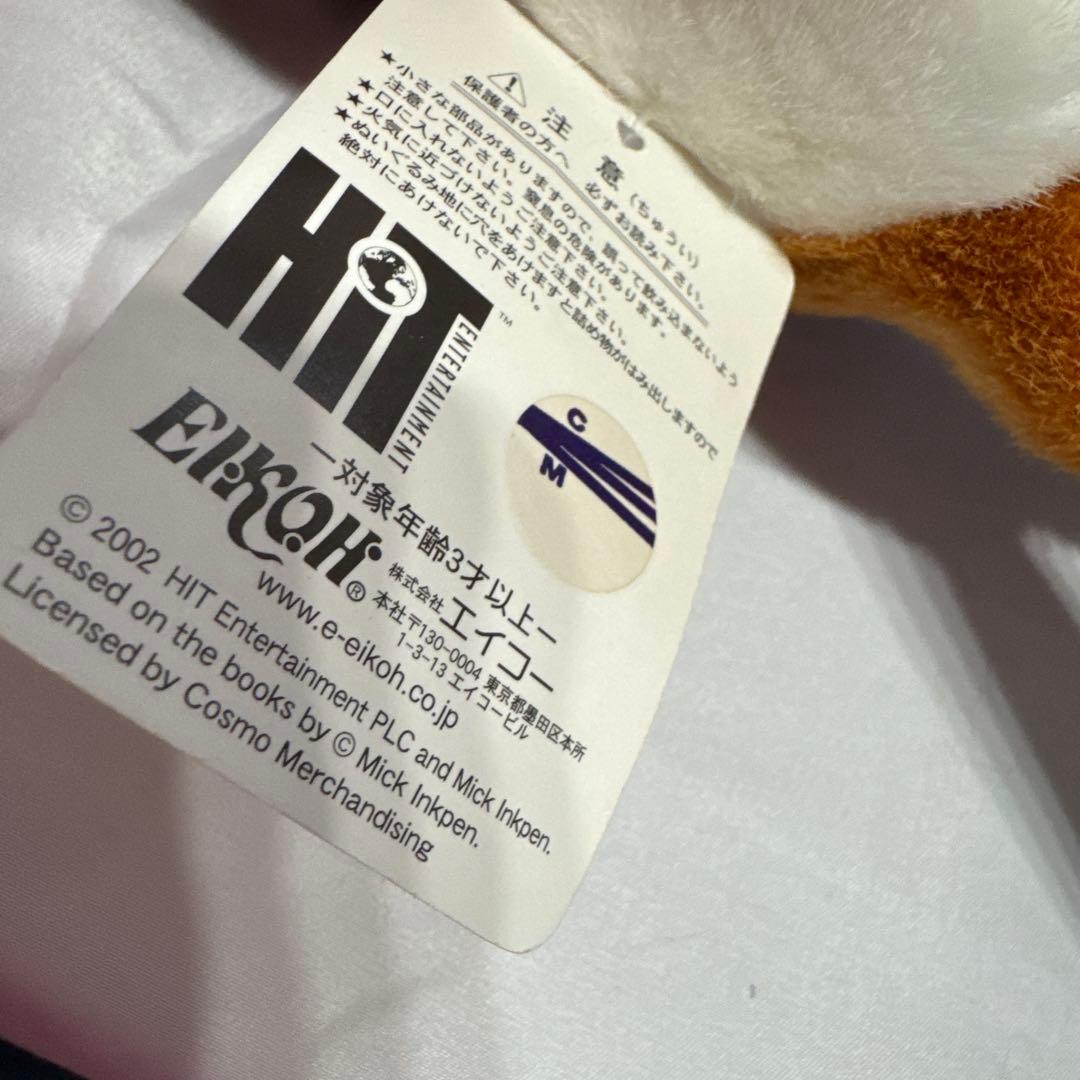 注 意 (ちゅうい)
保護者の方へ 必ずお読み下さい。
★小さな部品がありますので、誤って飲み込まないよう
注意して下さい。窒息の危険があります。
★口に入れないようご注意下さい。
★火気に近づけないようご注意下さい。
★ぬいぐるみ地に穴をあけますと詰め物がはみ出しますので
絶対にあけないで下さい。
HiT
ENTERTAINMENT
TM
C
M
EI·KOH®
―対象年齢3才以上―
株式会社エイコー
本社〒130-0004 東京都墨田区本所
1-3-13 エイコービル
www.e-eikoh.co.jp
© 2002 HIT Entertainment PLC and Mick Inkpen.
Based on the books by © Mick Inkpen.
Licensed by Cosmo Merchandising